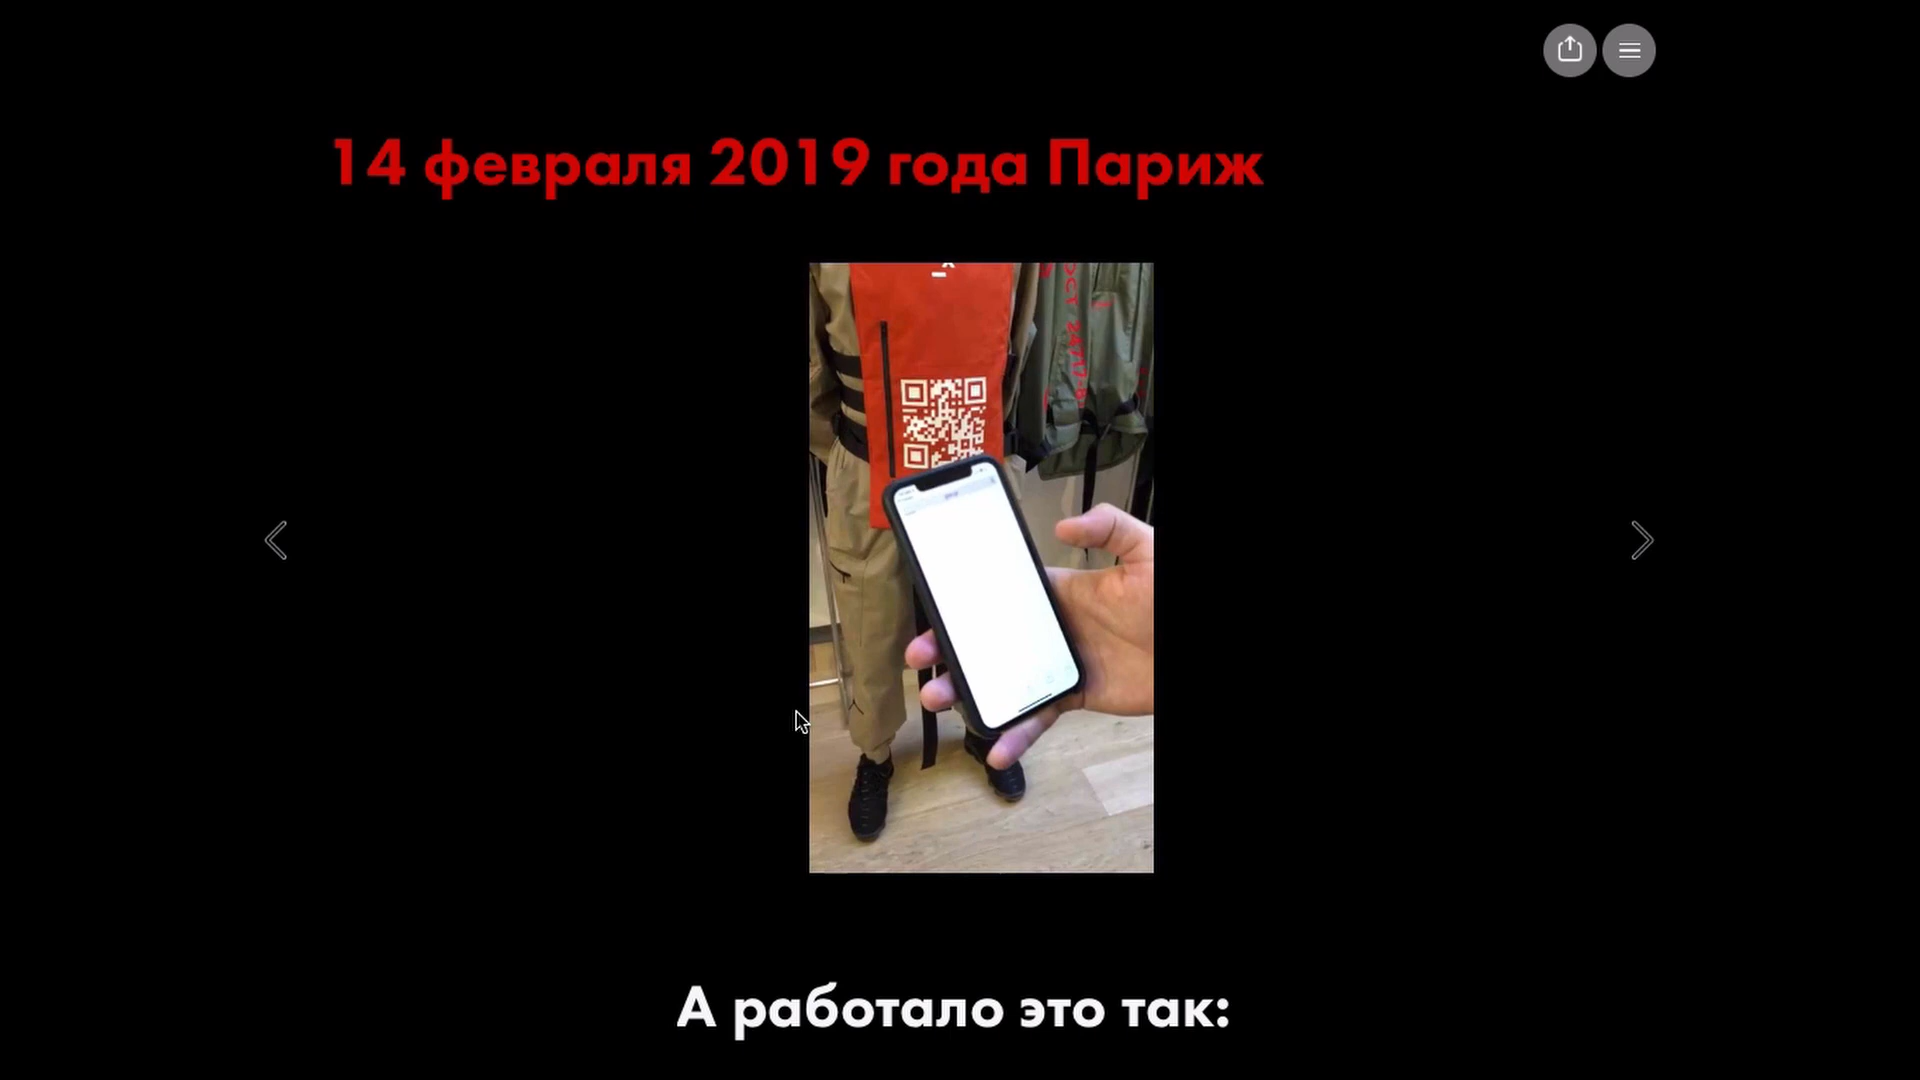 14 февраля 2019 года Париж
А работало это так: